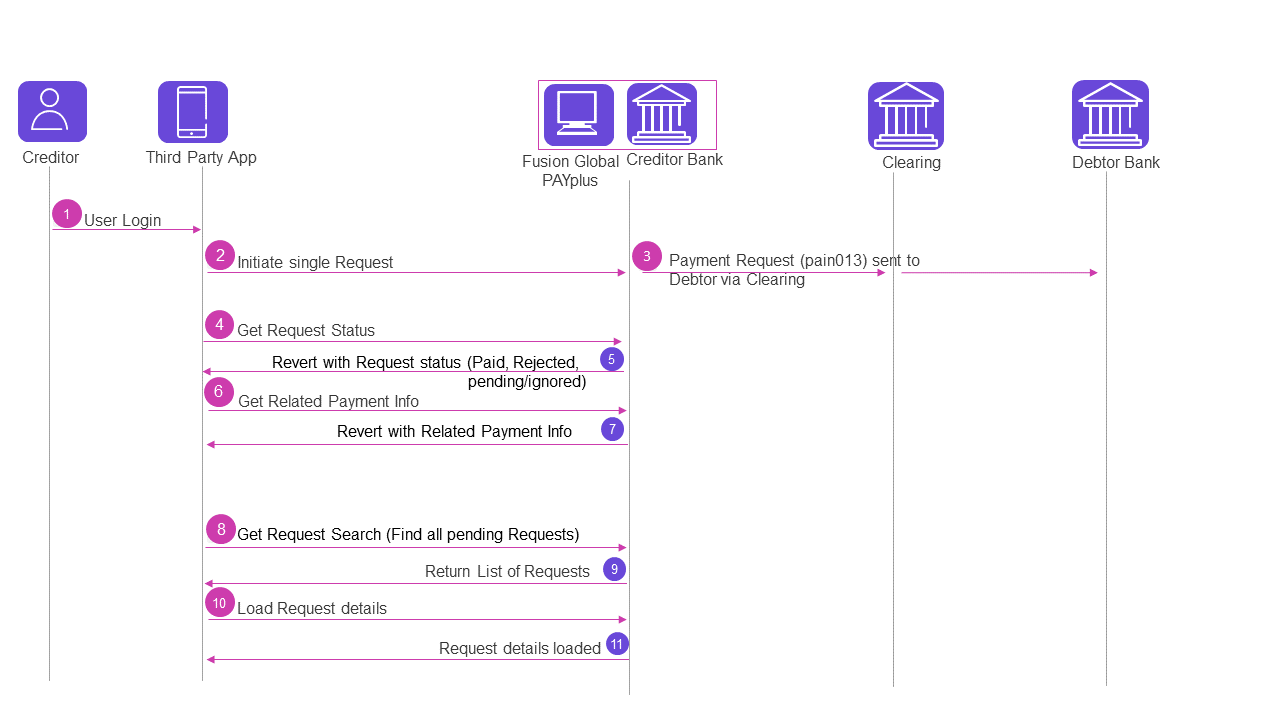 Creditor
Third Party App
Fusion Global
PAYplus
Creditor Bank
Clearing
Debtor Bank
1
User Login
2
Initiate single Request
3
Payment Request (pain013) sent to
Debtor via Clearing
4
Get Request Status
5
Revert with Request status (Paid, Rejected,
pending/ignored)
6
Get Related Payment Info
7
Revert with Related Payment Info
8
Get Request Search (Find all pending Requests)
9
Return List of Requests
10
Load Request details
11
Request details loaded